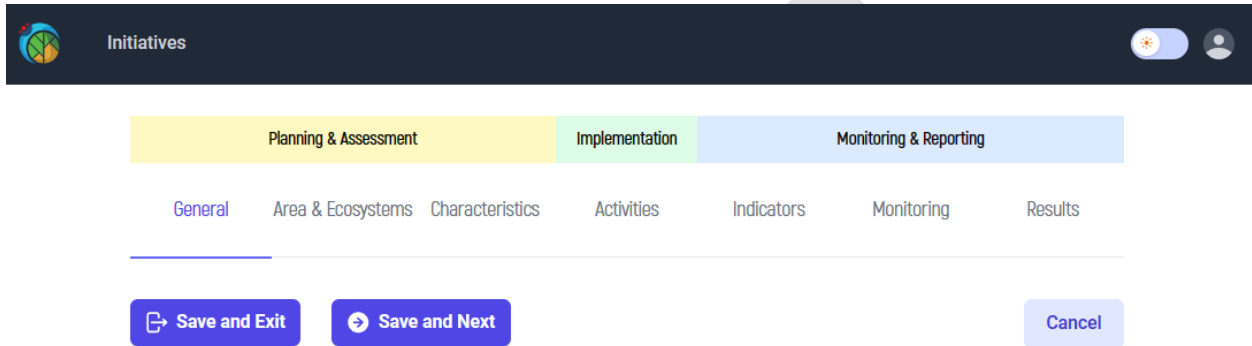 Initiatives
Planning & Assessment Implementation Monitoring & Reporting
General Area & Ecosystems Characteristics Activities Indicators Monitoring Results
Save and Exit Save and Next Cancel